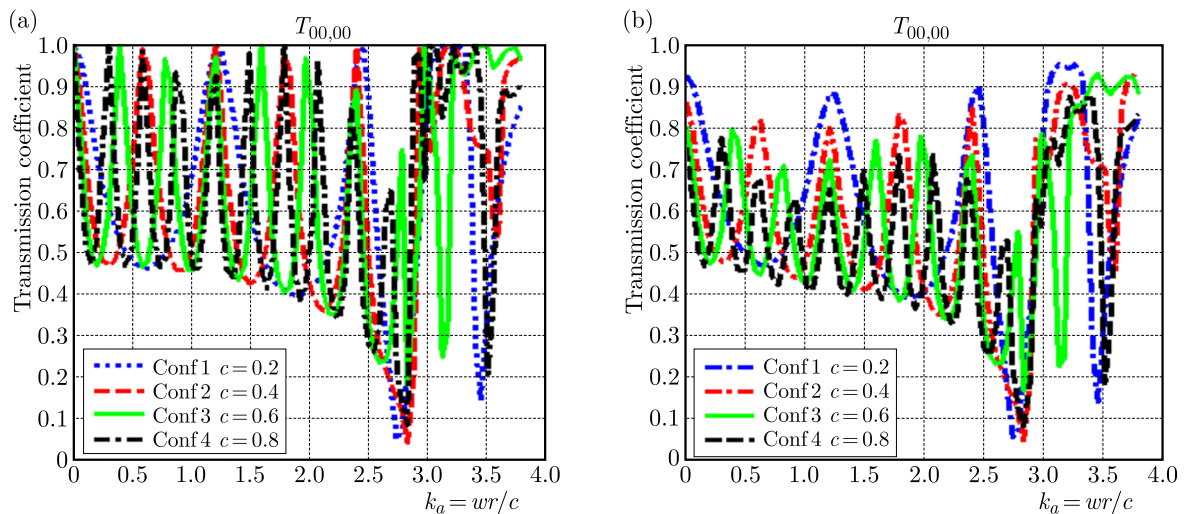 (a)
T00,00
Transmission coefficient
1.0
0.9
0.8
0.7
0.6
0.5
0.4
0.3
0.2
0.1
0
Conf 1 c=0.2
Conf 2 c=0.4
Conf 3 c=0.6
Conf 4 c=0.8
0 0.5 1.0 1.5 2.0 2.5 3.0 3.5 4.0
ka=wr/c
(b)
T00,00
Transmission coefficient
1.0
0.9
0.8
0.7
0.6
0.5
0.4
0.3
0.2
0.1
0
Conf 1 c=0.2
Conf 2 c=0.4
Conf 3 c=0.6
Conf 4 c=0.8
0 0.5 1.0 1.5 2.0 2.5 3.0 3.5 4.0
ka=wr/c